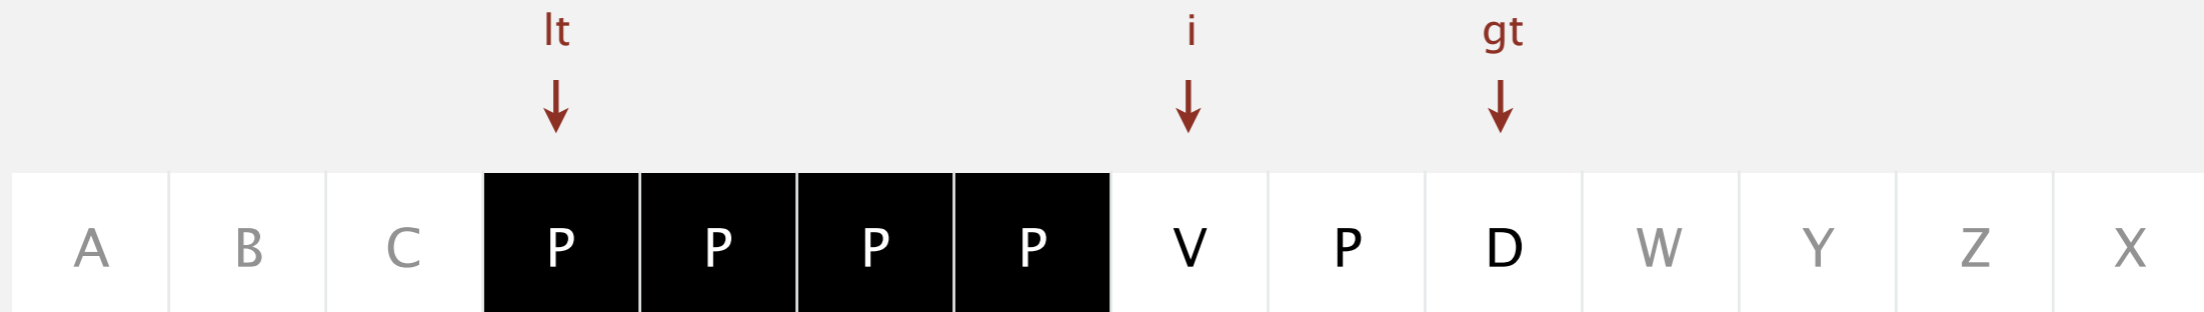 lt i gt
A B C P P P P V P D W Y Z X